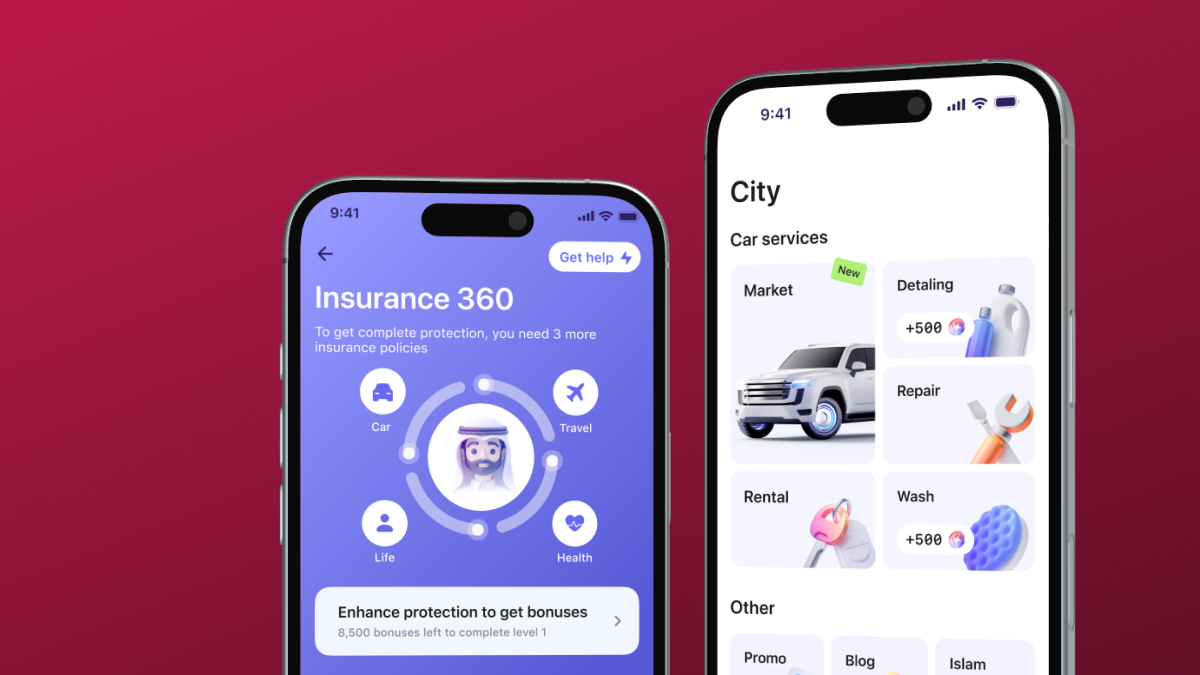 9:41
Get help
Insurance 360
To get complete protection, you need 3 more
insurance policies
Car
Travel
Life
Health
Enhance protection to get bonuses
8,500 bonuses left to complete level 1
9:41
City
Car services
Market
New
Detaling
+500
Repair
Rental
Wash
+500
Other
Promo
Blog
Islam